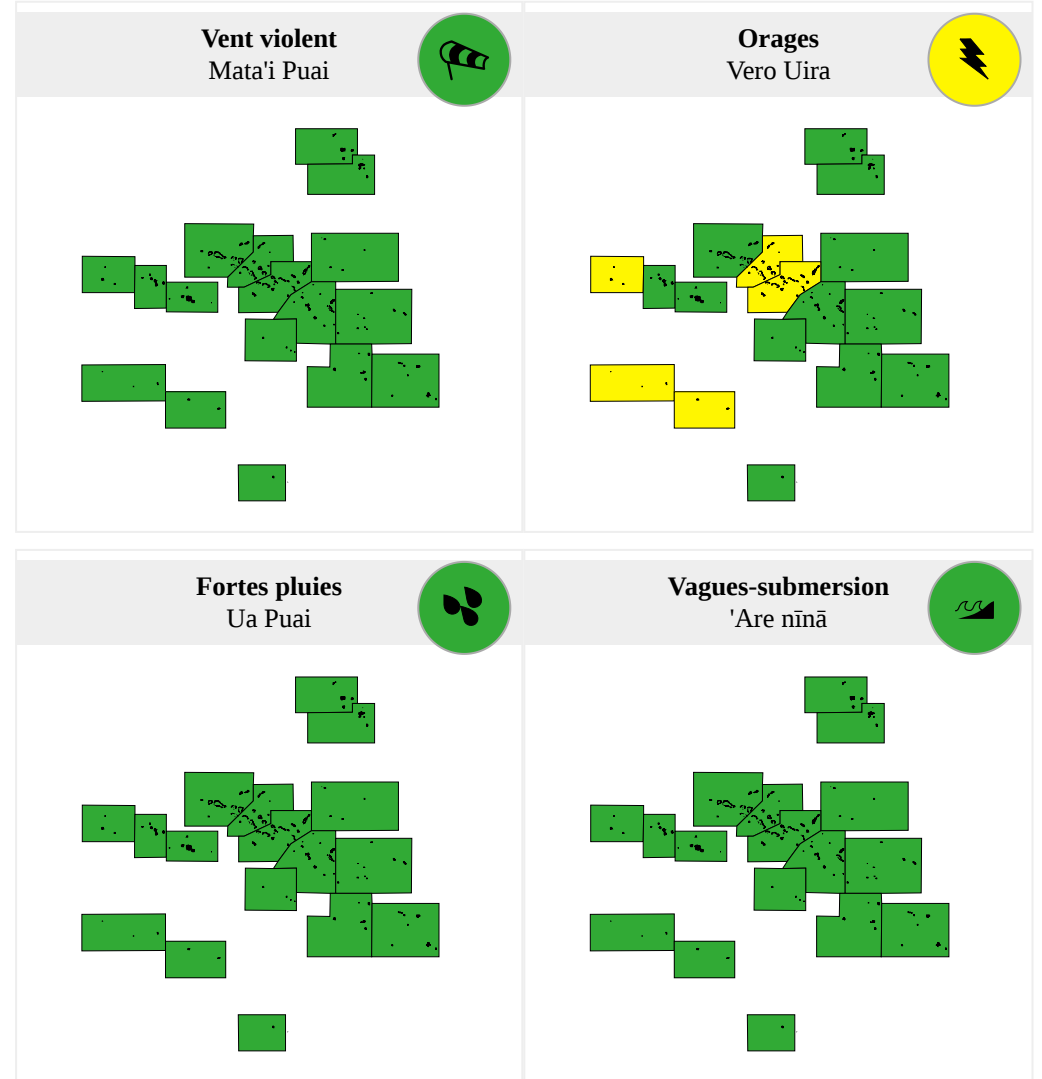 Vent violent
Mata'i Puai
Orages
Vero Uira
Fortes pluies
Ua Puai
Vagues-submersion
'Are nīnā